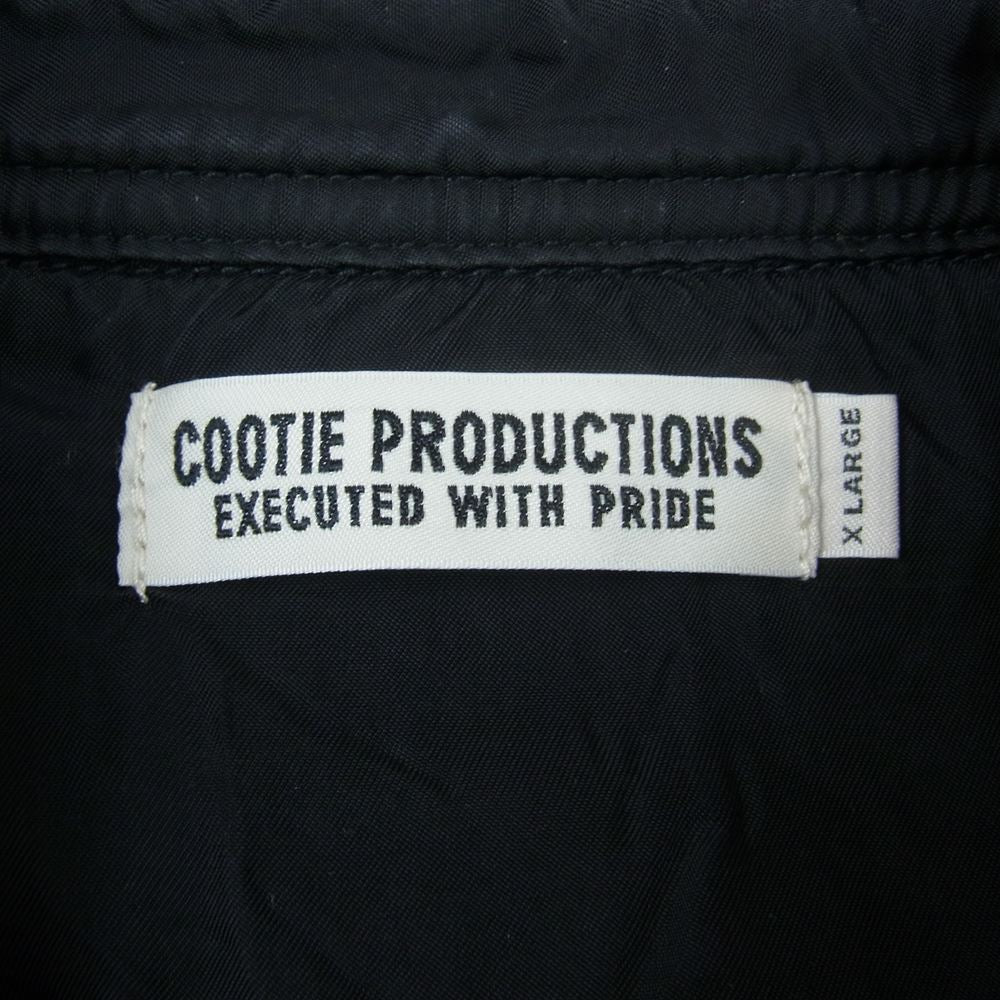 COOTIE PRODUCTIONS
EXECUTED WITH PRIDE
X LARGE